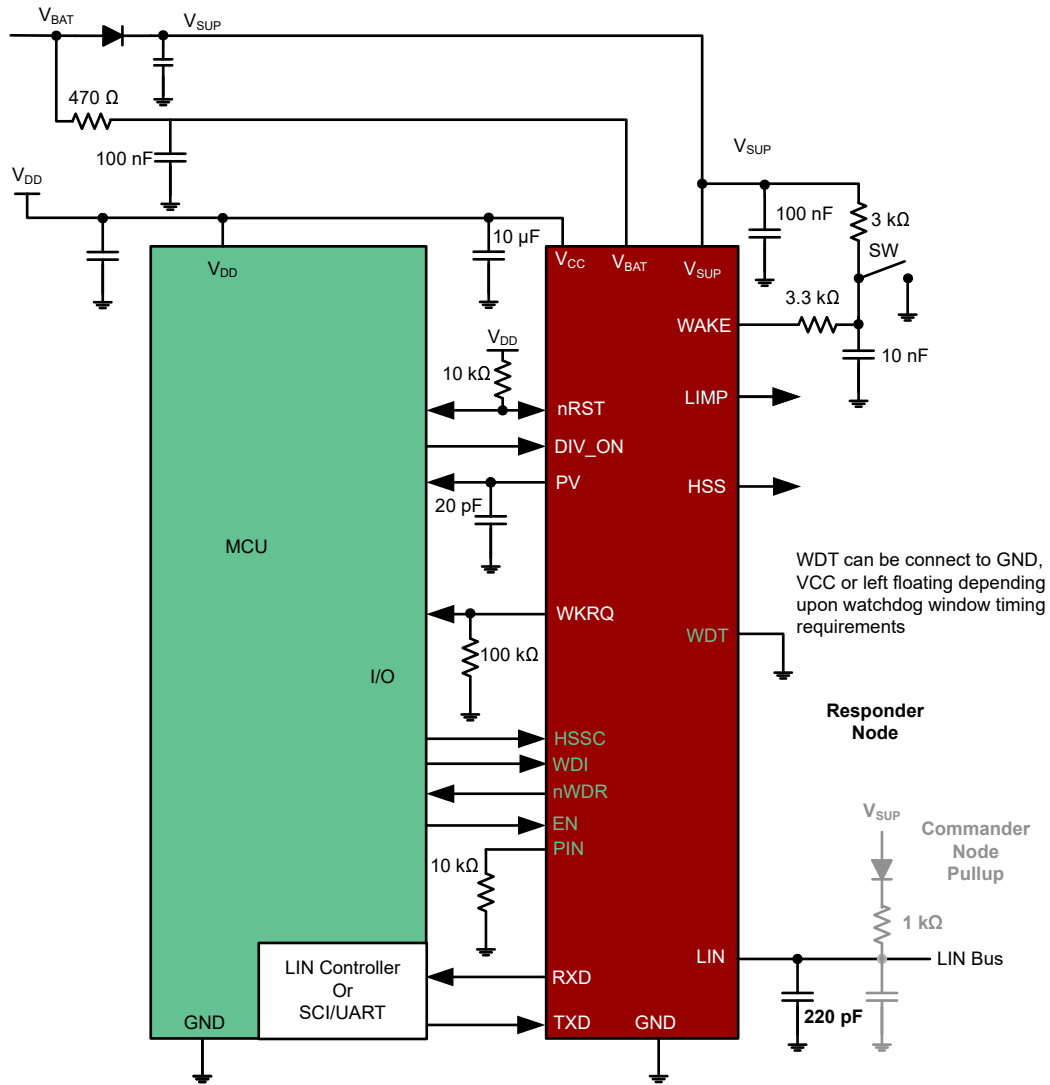 VBAT
VSUP
470 Ω
100 nF
VDD
VSUP
100 nF
3 kΩ
SW
10 µF
VDD
VCC
VBAT
VSUP
3.3 kΩ
WAKE
10 nF
VDD
10 kΩ
nRST
LIMP
DIV_ON
PV
HSS
20 pF
MCU
WDT can be connect to GND,
VCC or left floating depending
upon watchdog window timing
requirements
WKRQ
WDT
100 kΩ
I/O
Responder
Node
HSSC
WDI
nWDR
EN
PIN
10 kΩ
VSUP
Commander
Node
Pullup
1 kΩ
LIN
LIN Bus
LIN Controller
Or
SCI/UART
RXD
220 pF
GND
TXD
GND